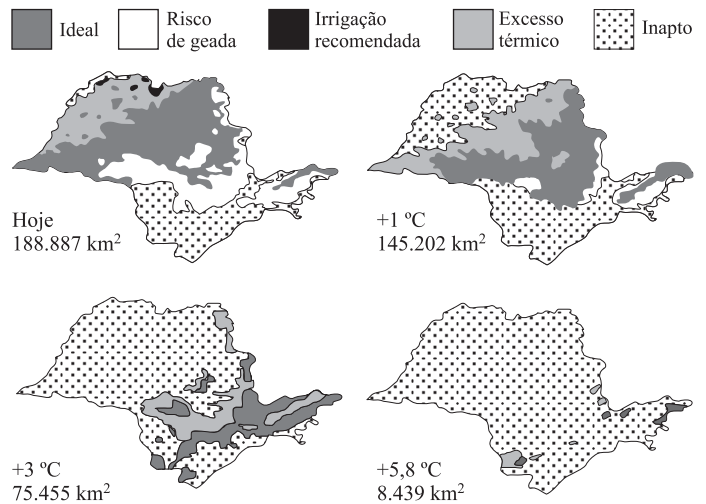 Ideal
Risco
de geada
Irrigação
recomendada
Excesso
térmico
Inapto
Hoje
188.887 km²
+1 ºC
145.202 km²
+3 ºC
75.455 km²
+5,8 ºC
8.439 km²